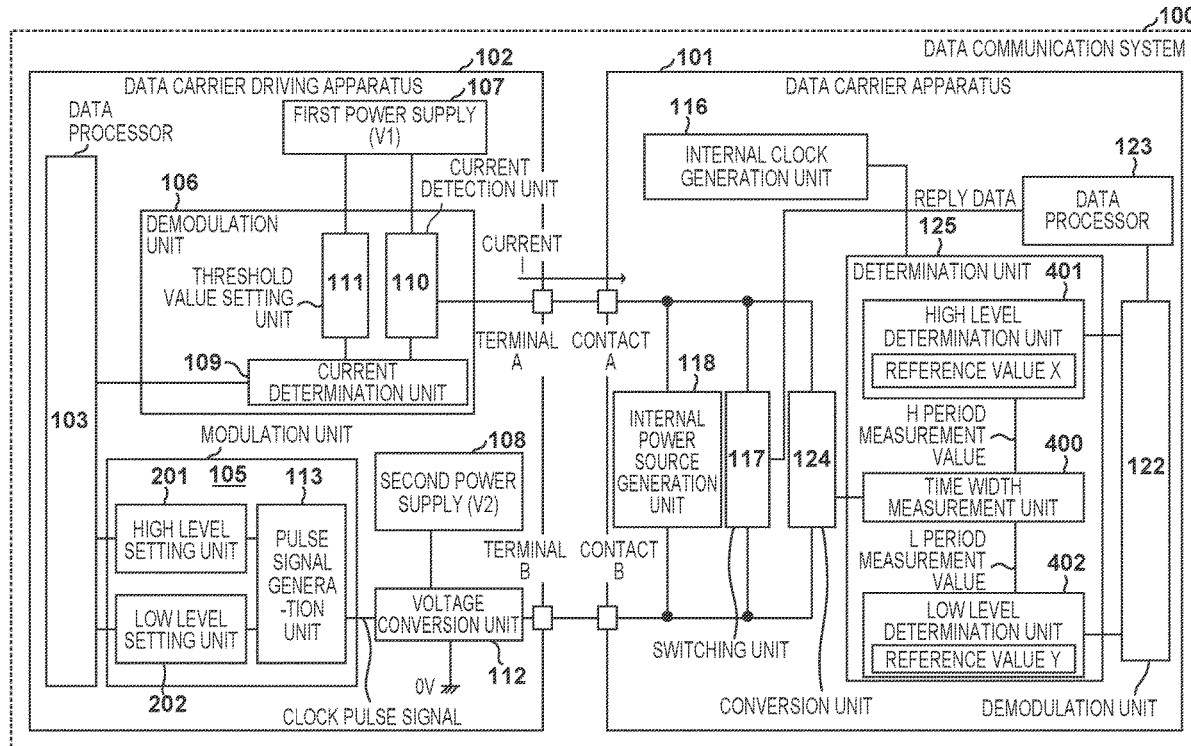 100
DATA COMMUNICATION SYSTEM
102
DATA CARRIER DRIVING APPARATUS
107
DATA
PROCESSOR
FIRST POWER SUPPLY
(V1)
CURRENT
DETECTION UNIT
106
DEMODULATION
UNIT
111
110
THRESHOLD
VALUE SETTING
UNIT
109
CURRENT
DETERMINATION UNIT
103
CURRENT
I
TERMINAL
A
CONTACT
A
MODULATION UNIT
105
201
113
HIGH LEVEL
SETTING UNIT
LOW LEVEL
SETTING UNIT
202
PULSE
SIGNAL
GENERA
-TION
UNIT
108
SECOND POWER
SUPPLY (V2)
TERMINAL
B
CONTACT
B
VOLTAGE
CONVERSION UNIT
112
0V
CLOCK PULSE SIGNAL
101
DATA CARRIER APPARATUS
116
INTERNAL CLOCK
GENERATION UNIT
123
REPLY DATA
DATA
PROCESSOR
125
DETERMINATION UNIT
401
HIGH LEVEL
DETERMINATION UNIT
REFERENCE VALUE X
118
INTERNAL
POWER
SOURCE
GENERATION
UNIT
117
124
H PERIOD
MEASUREMENT
VALUE
400
TIME WIDTH
MEASUREMENT UNIT
122
L PERIOD
MEASUREMENT
VALUE
402
LOW LEVEL
DETERMINATION UNIT
REFERENCE VALUE Y
SWITCHING UNIT
CONVERSION UNIT
DEMODULATION UNIT